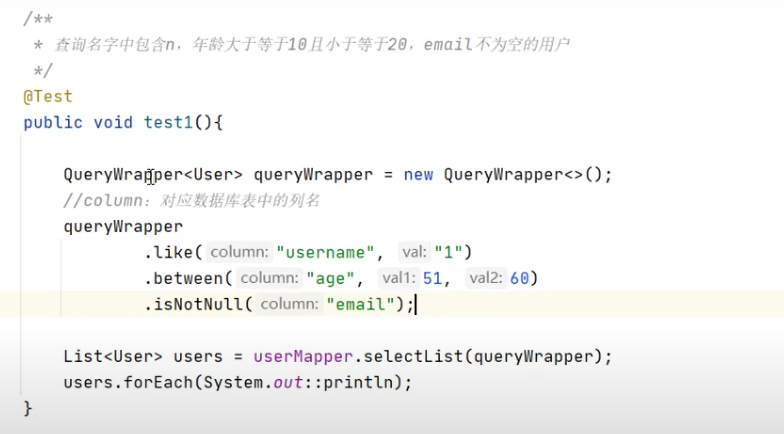 /**
 * 查询名字中包含n，年龄大于等于10且小于等于20，email不为空的用户
 */
@Test
public void test1(){
QueryWrapper<User> queryWrapper = new QueryWrapper<>();
//column：对应数据库表中的列名
queryWrapper
.like( column: "username", val: "1")
.between( column: "age", val1: 51, val2: 60)
.isNotNull( column: "email");
List<User> users = userMapper.selectList(queryWrapper);
users.forEach(System.out::println);
}